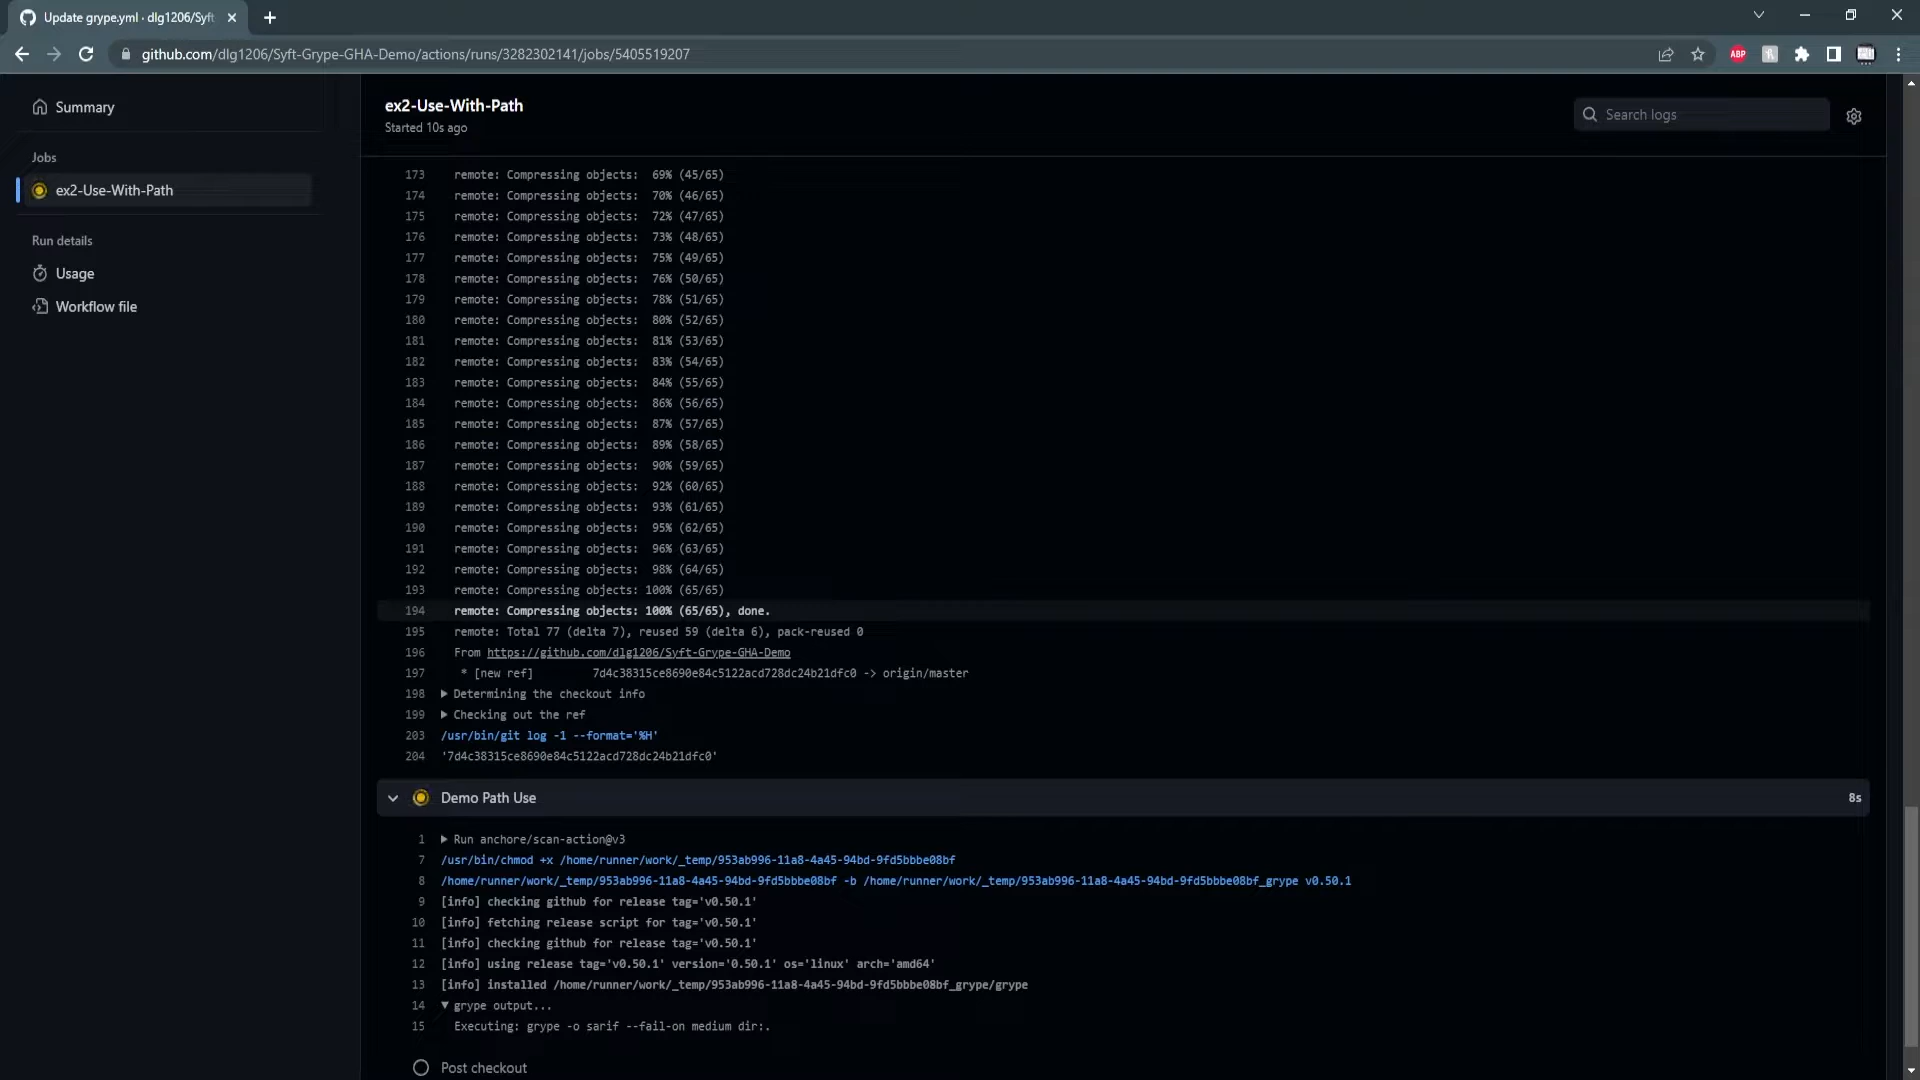 Update grype.yml · dlg1206/Syft
github.com/dlg1206/Syft-Grype-GHA-Demo/actions/runs/3282302141/jobs/5405519207
ABP
Summary
Jobs
ex2-Use-With-Path
Run details
Usage
Workflow file
ex2-Use-With-Path
Started 10s ago
Search logs
173 remote: Compressing objects: 69% (45/65)
174 remote: Compressing objects: 70% (46/65)
175 remote: Compressing objects: 72% (47/65)
176 remote: Compressing objects: 73% (48/65)
177 remote: Compressing objects: 75% (49/65)
178 remote: Compressing objects: 76% (50/65)
179 remote: Compressing objects: 78% (51/65)
180 remote: Compressing objects: 80% (52/65)
181 remote: Compressing objects: 81% (53/65)
182 remote: Compressing objects: 83% (54/65)
183 remote: Compressing objects: 84% (55/65)
184 remote: Compressing objects: 86% (56/65)
185 remote: Compressing objects: 87% (57/65)
186 remote: Compressing objects: 89% (58/65)
187 remote: Compressing objects: 90% (59/65)
188 remote: Compressing objects: 92% (60/65)
189 remote: Compressing objects: 93% (61/65)
190 remote: Compressing objects: 95% (62/65)
191 remote: Compressing objects: 96% (63/65)
192 remote: Compressing objects: 98% (64/65)
193 remote: Compressing objects: 100% (65/65)
194 remote: Compressing objects: 100% (65/65), done.
195 remote: Total 77 (delta 7), reused 59 (delta 6), pack-reused 0
196 From https://github.com/dlg1206/Syft-Grype-GHA-Demo
197 * [new ref] 7d4c38315ce8690e84c5122acd728dc24b21dfc0 -> origin/master
198 Determining the checkout info
199 Checking out the ref
203 /usr/bin/git log -1 --format='%H'
204 '7d4c38315ce8690e84c5122acd728dc24b21dfc0'
Demo Path Use 8s
1 Run anchore/scan-action@v3
7 /usr/bin/chmod +x /home/runner/work/_temp/953ab996-11a8-4a45-94bd-9fd5bbbe08bf
8 /home/runner/work/_temp/953ab996-11a8-4a45-94bd-9fd5bbbe08bf -b /home/runner/work/_temp/953ab996-11a8-4a45-94bd-9fd5bbbe08bf_grype v0.50.1
9 [info] checking github for release tag='v0.50.1'
10 [info] fetching release script for tag='v0.50.1'
11 [info] checking github for release tag='v0.50.1'
12 [info] using release tag='v0.50.1' version='0.50.1' os='linux' arch='amd64'
13 [info] installed /home/runner/work/_temp/953ab996-11a8-4a45-94bd-9fd5bbbe08bf_grype/grype
14 grype output...
15 Executing: grype -o sarif --fail-on medium dir:.
Post checkout